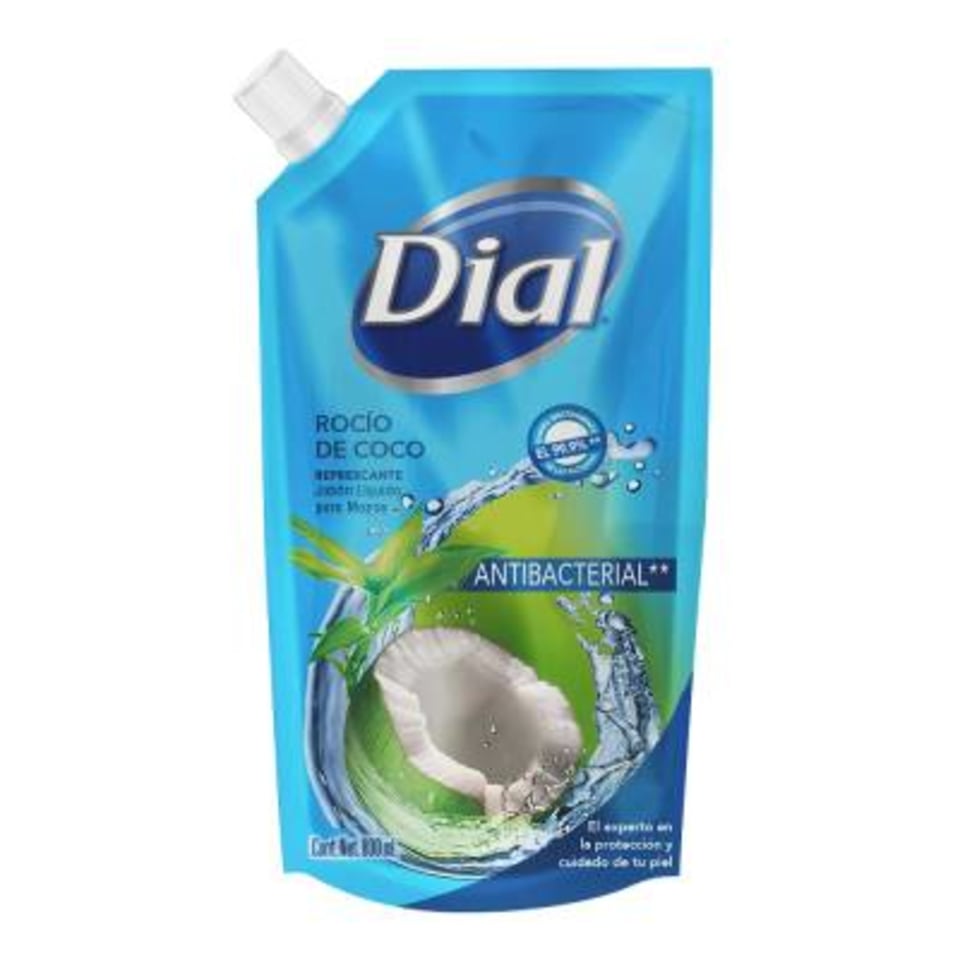 Dial
ROCÍO
DE COCO
REFRESCANTE
Jabón Líquido
para Manos
EL 99.9%**
ANTIBACTERIAL**
El experto en
la protección y
cuidado de tu piel
Cont. Net. 800 ml